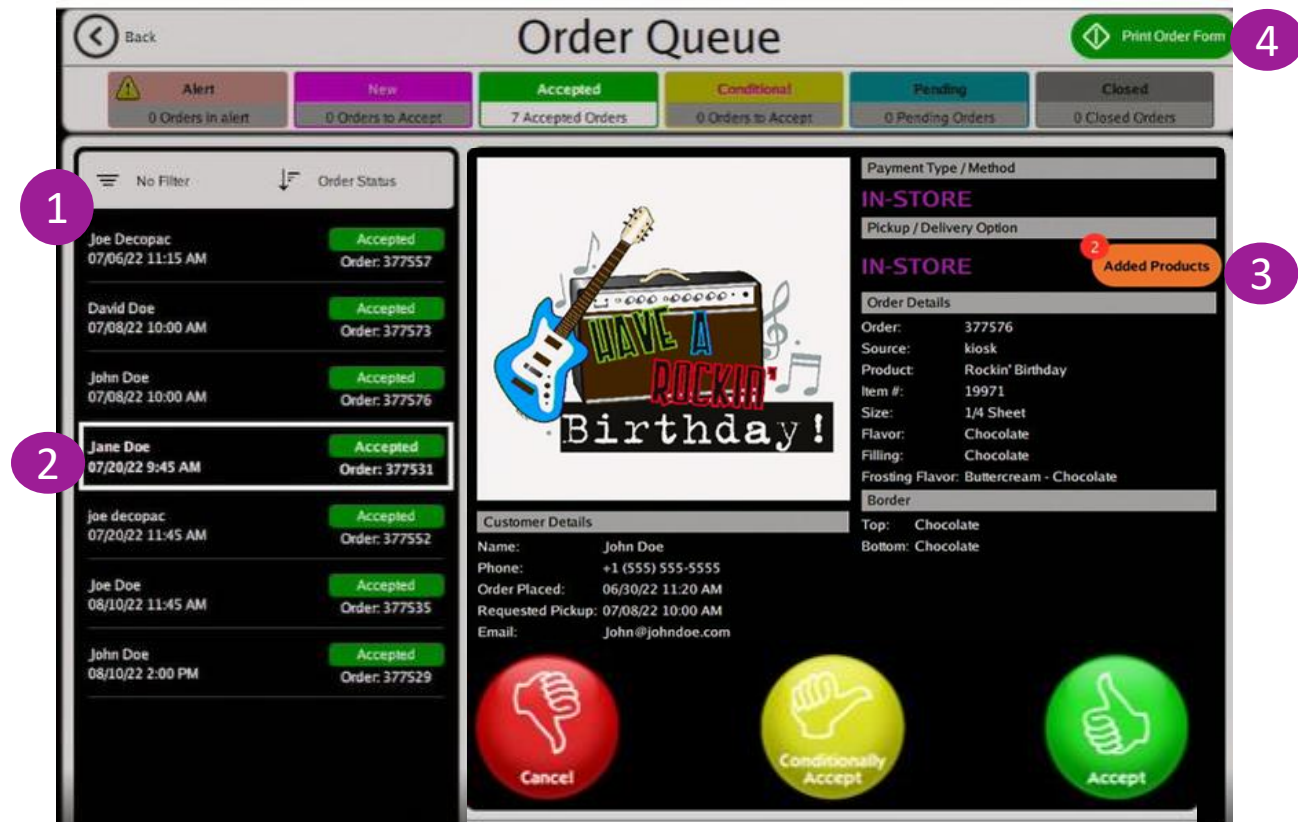 Back
Order Queue
Print Order Form
4
Alert
0 Orders in alert
New
0 Orders to Accept
Accepted
7 Accepted Orders
Conditional
0 Orders to Accept
Pending
0 Pending Orders
Closed
0 Closed Orders
1
No Filter
Order Status
Joe Decopac
Accepted
07/06/22 11:15 AM
Order: 377557
David Doe
Accepted
07/08/22 10:00 AM
Order: 377573
John Doe
Accepted
07/08/22 10:00 AM
Order: 377576
2
Jane Doe
Accepted
07/20/22 9:45 AM
Order: 377531
joe decopac
Accepted
07/20/22 11:45 AM
Order: 377552
Joe Doe
Accepted
08/10/22 11:45 AM
Order: 377535
John Doe
Accepted
08/10/22 2:00 PM
Order: 377529
HAVE A
ROCKIN'
Birthday!
Payment Type / Method
IN-STORE
Pickup / Delivery Option
IN-STORE
2
Added Products
3
Order Details
Order: 377576
Source: kiosk
Product: Rockin' Birthday
Item #: 19971
Size: 1/4 Sheet
Flavor: Chocolate
Filling: Chocolate
Frosting Flavor: Buttercream - Chocolate
Border
Top: Chocolate
Bottom: Chocolate
Customer Details
Name: John Doe
Phone: +1 (555) 555-5555
Order Placed: 06/30/22 11:20 AM
Requested Pickup: 07/08/22 10:00 AM
Email: John@johndoe.com
Cancel
Conditionally
Accept
Accept